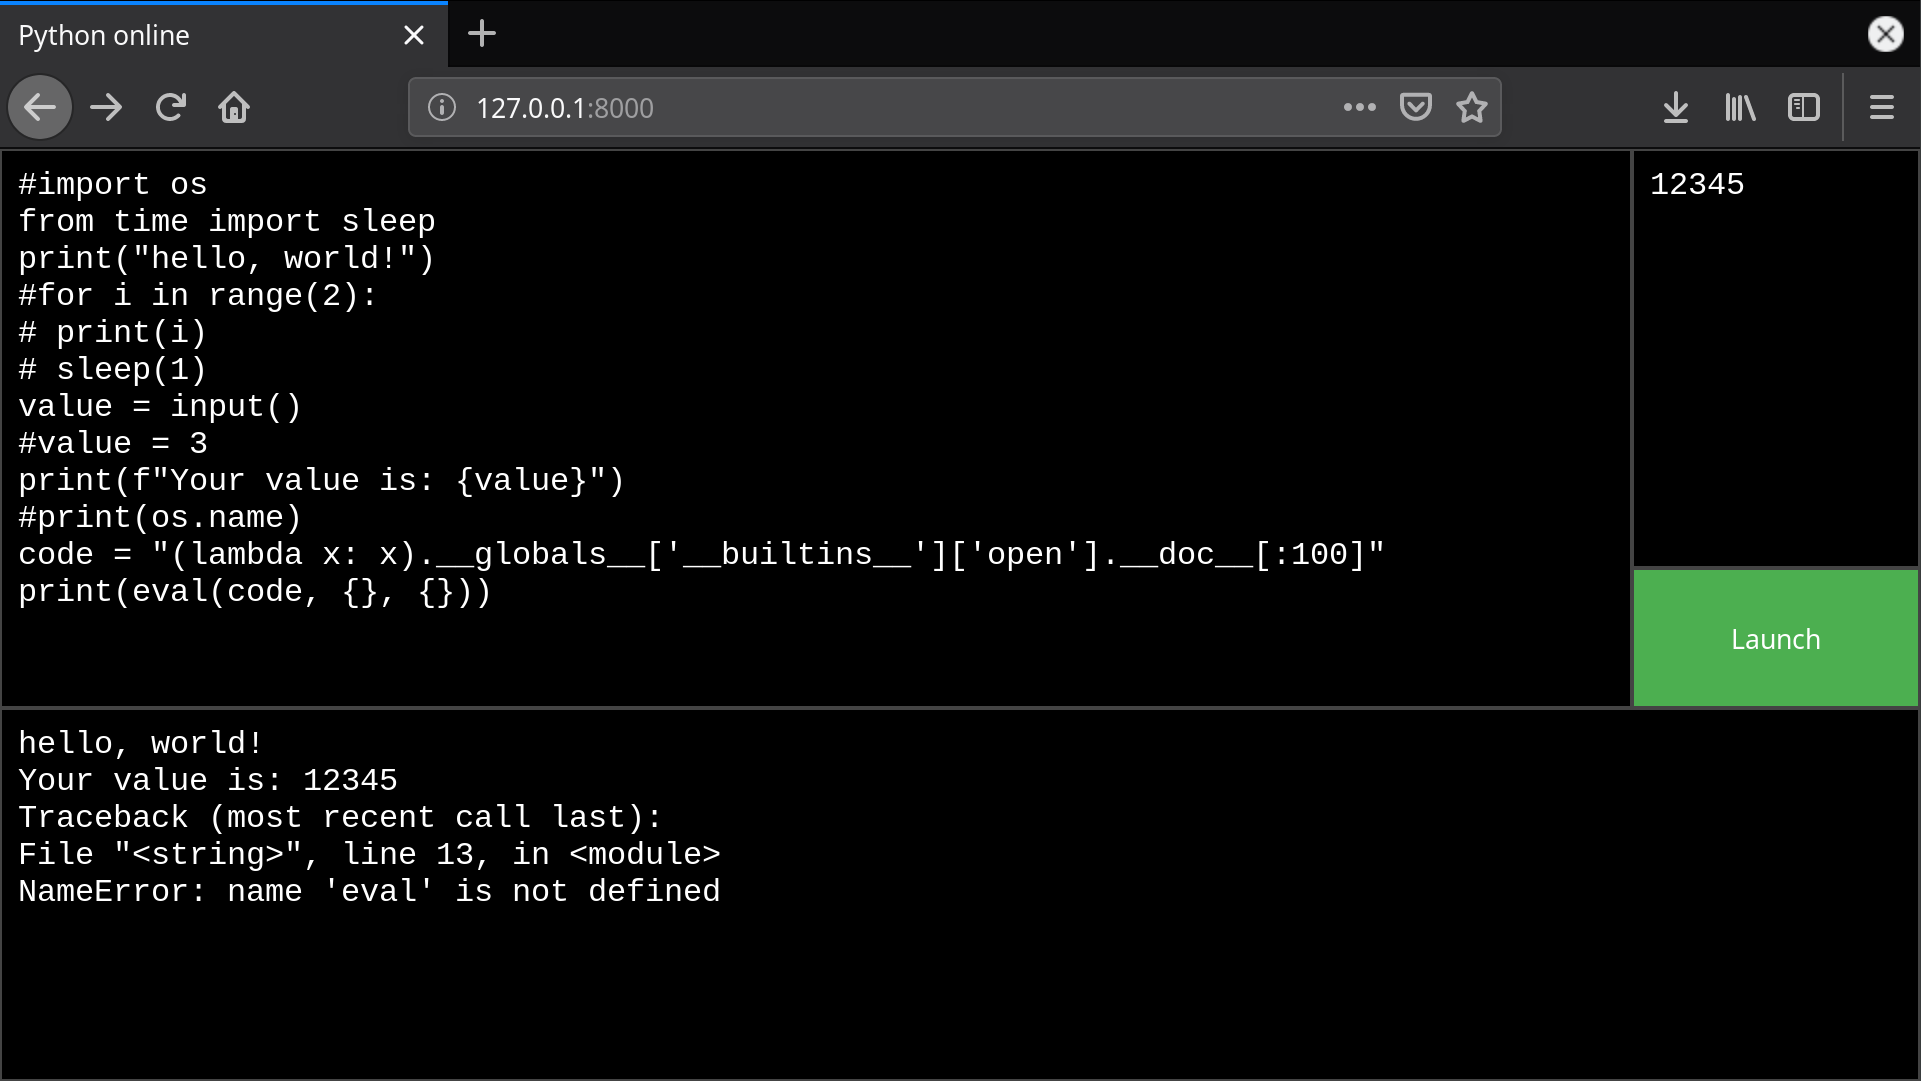 Python online
127.0.0.1:8000
#import os
from time import sleep
print("hello, world!")
#for i in range(2):
# print(i)
# sleep(1)
value = input()
#value = 3
print(f"Your value is: {value}")
#print(os.name)
code = "(lambda x: x).__globals__['__builtins__']['open'].__doc__[:100]"
print(eval(code, {}, {}))
12345
Launch
hello, world!
Your value is: 12345
Traceback (most recent call last):
File "<string>", line 13, in <module>
NameError: name 'eval' is not defined